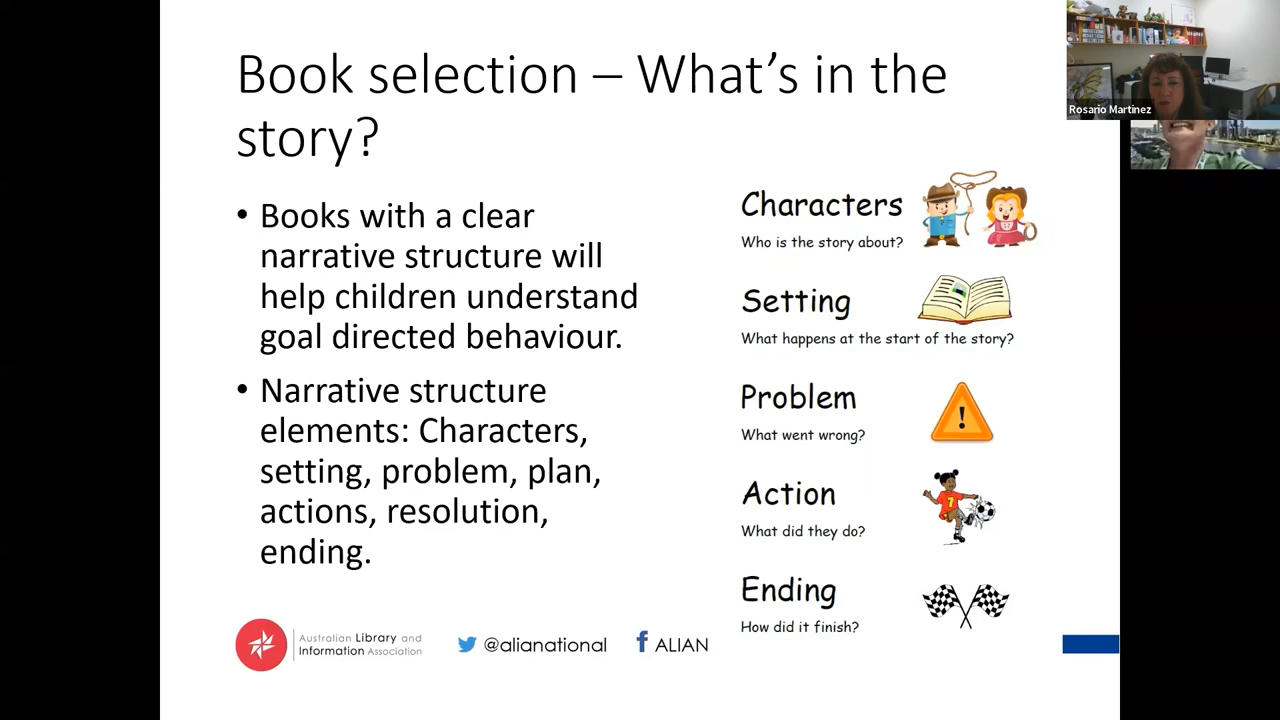 Book selection – What's in the
story?
• Books with a clear
narrative structure will
help children understand
goal directed behaviour.
• Narrative structure
elements: Characters,
setting, problem, plan,
actions, resolution,
ending.
Characters
Who is the story about?
Setting
What happens at the start of the story?
Problem
What went wrong?
!
Action
What did they do?
7
Ending
How did it finish?
Australian Library and
Information Association
@alianational
ALIAN
Rosario Martinez